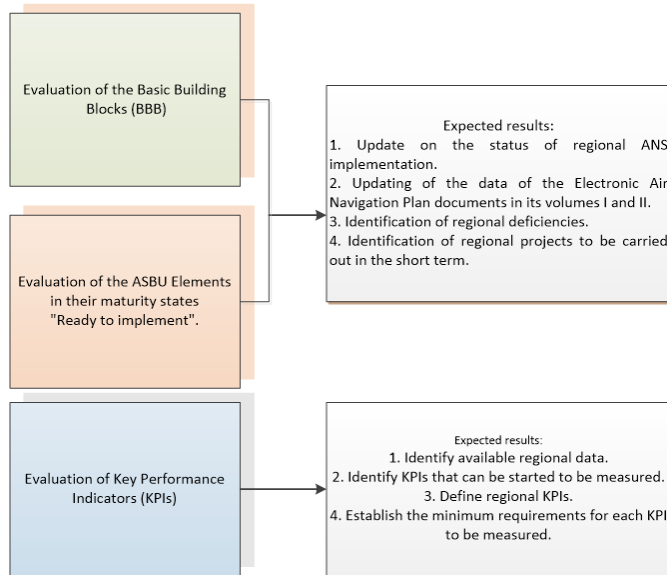 Evaluation of the Basic Building
Blocks (BBB)
Expected results:
1. Update on the status of regional ANS
implementation.
2. Updating of the data of the Electronic Air
Navigation Plan documents in its volumes I and II.
3. Identification of regional deficiencies.
4. Identification of regional projects to be carried
out in the short term.
Evaluation of the ASBU Elements
in their maturity states
"Ready to implement".
Evaluation of Key Performance
Indicators (KPIs)
Expected results:
1. Identify available regional data.
2. Identify KPIs that can be started to be measured.
3. Define regional KPIs.
4. Establish the minimum requirements for each KPI
to be measured.